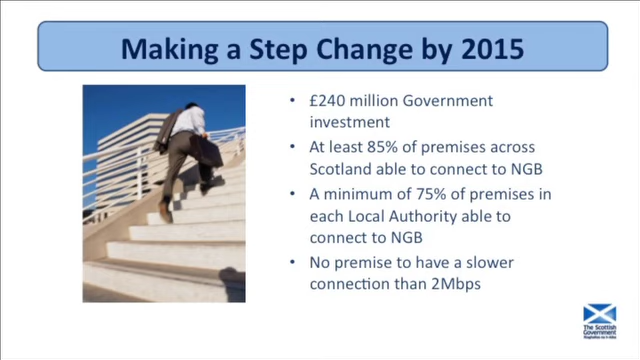 Making a Step Change by 2015
• £240 million Government
investment
• At least 85% of premises across
Scotland able to connect to NGB
• A minimum of 75% of premises in
each Local Authority able to
connect to NGB
• No premise to have a slower
connection than 2Mbps
The Scottish
Government